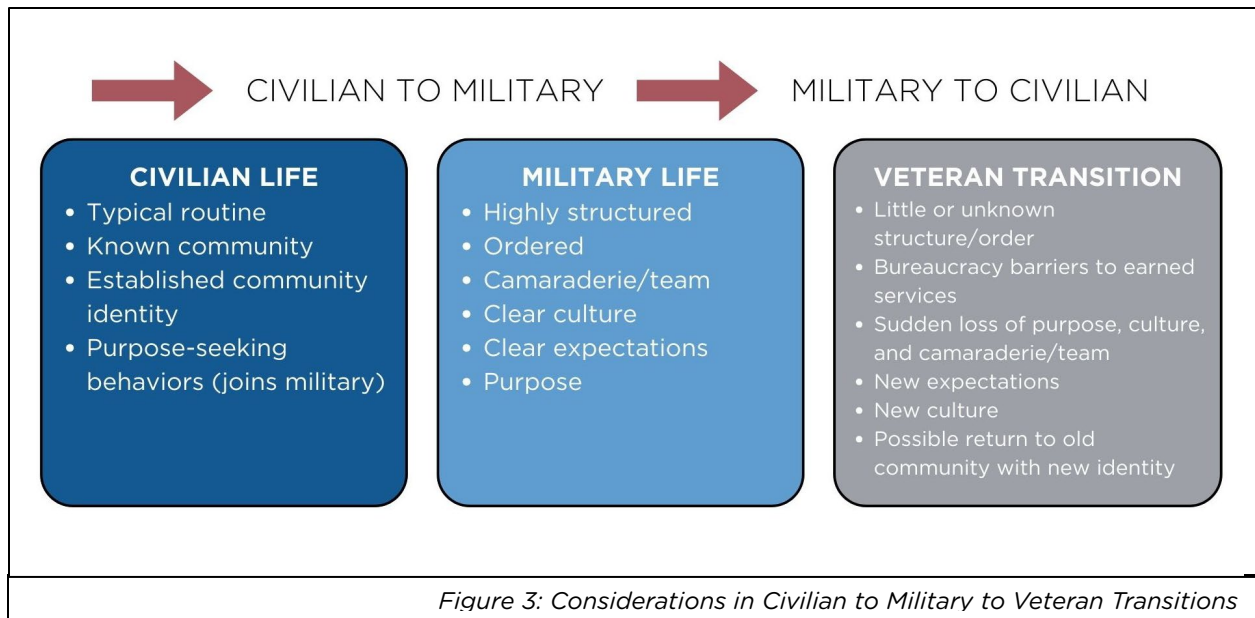 CIVILIAN TO MILITARY
MILITARY TO CIVILIAN
CIVILIAN LIFE
• Typical routine
• Known community
• Established community
identity
• Purpose-seeking
behaviors (joins military)
MILITARY LIFE
• Highly structured
• Ordered
• Camaraderie/team
• Clear culture
• Clear expectations
• Purpose
VETERAN TRANSITION
• Little or unknown
structure/order
• Bureaucracy barriers to earned
services
• Sudden loss of purpose, culture,
and camaraderie/team
• New expectations
• New culture
• Possible return to old
community with new identity
Figure 3: Considerations in Civilian to Military to Veteran Transitions